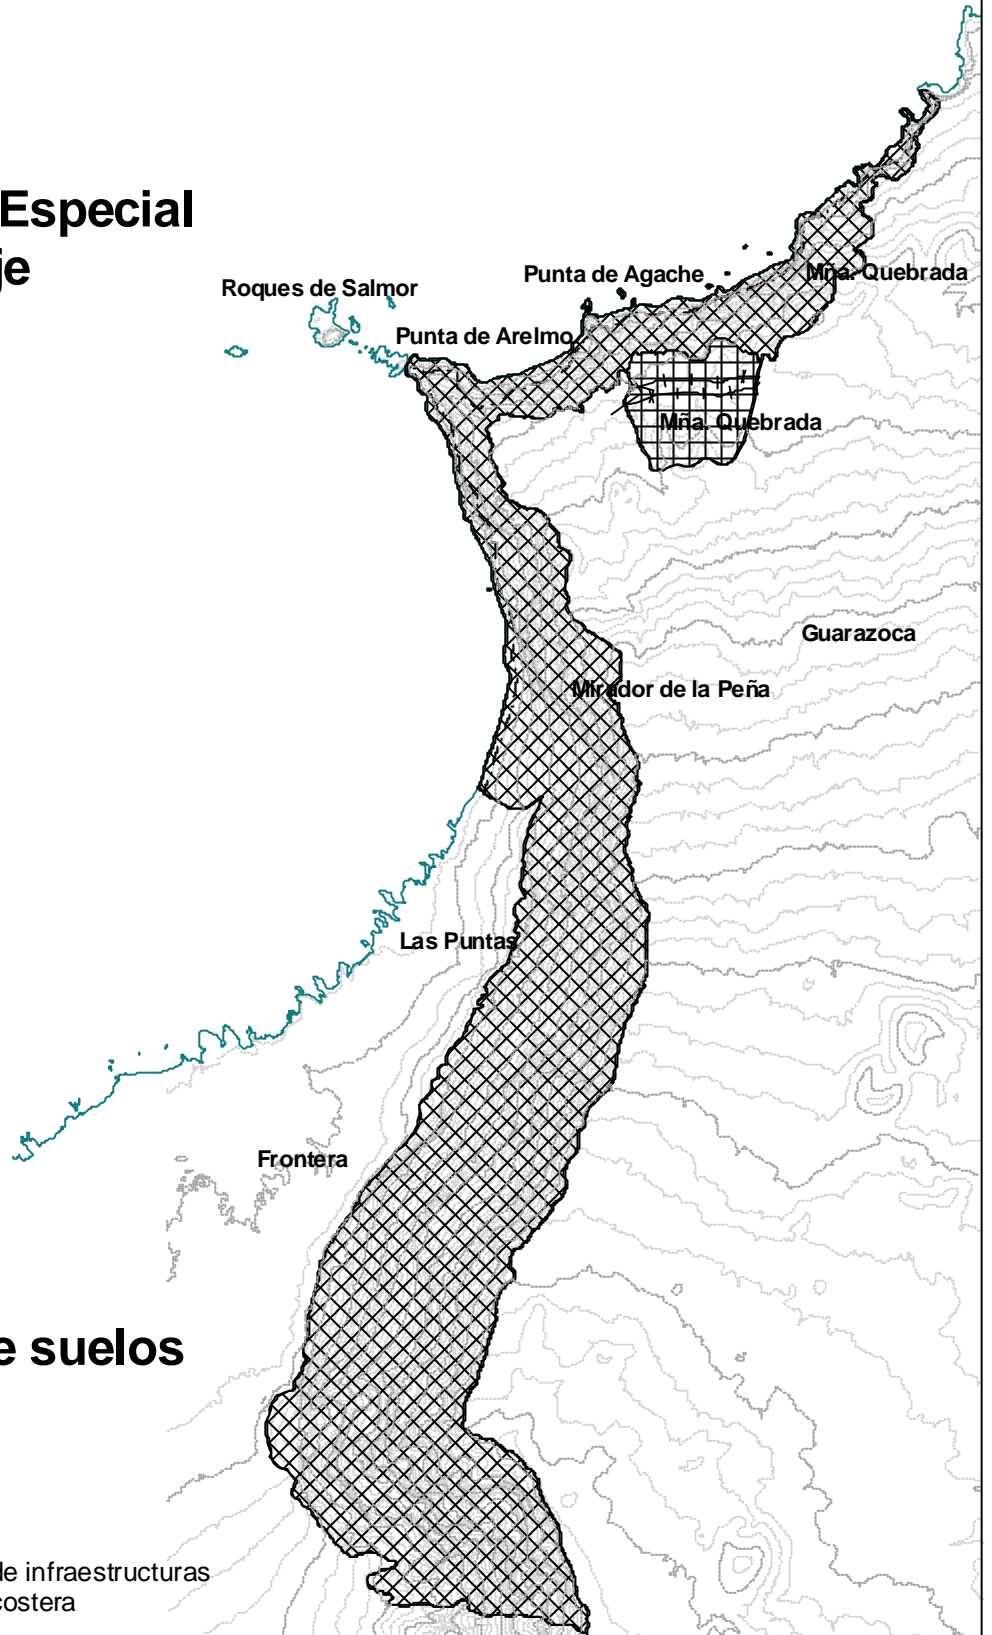 Especial
je
Roques de Salmor
Punta de Agache
Mña. Quebrada
Punta de Arelmo
Mña. Quebrada
Guarazoca
Mirador de la Peña
Las Puntas
Frontera
e suelos
de infraestructuras
costera